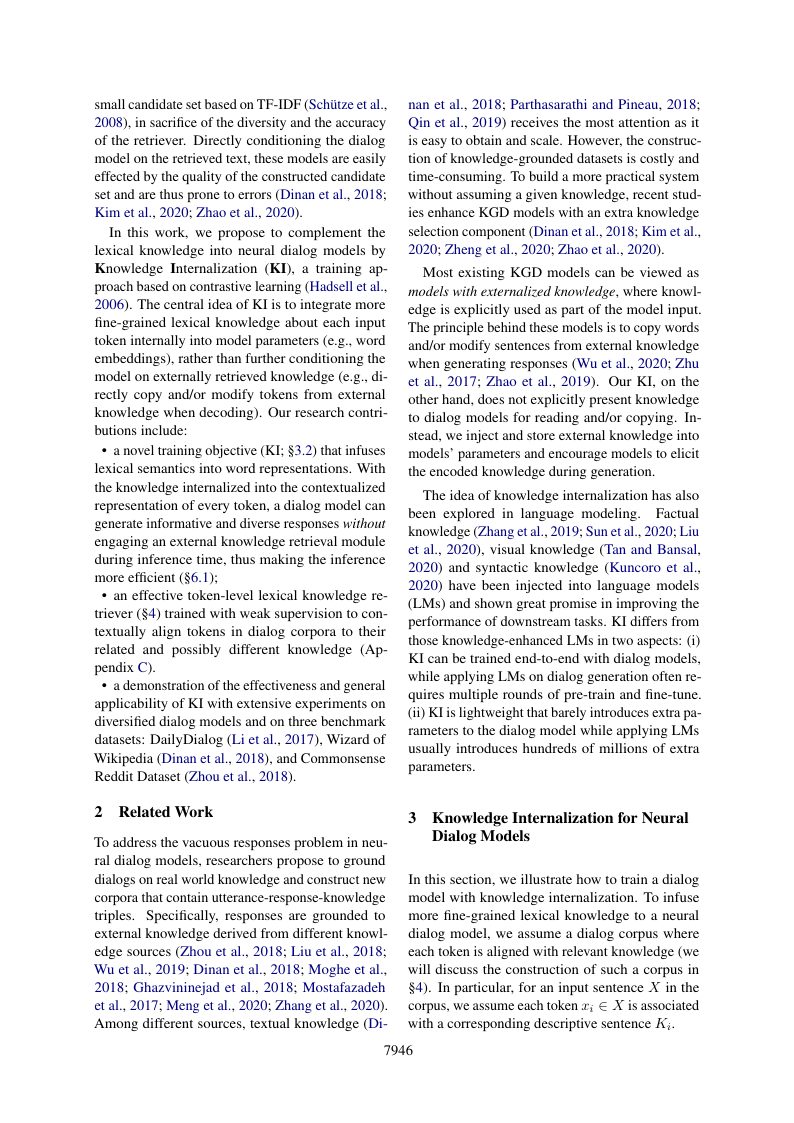 small candidate set based on TF-IDF (Schütze et al.,
2008), in sacrifice of the diversity and the accuracy
of the retriever. Directly conditioning the dialog
model on the retrieved text, these models are easily
effected by the quality of the constructed candidate
set and are thus prone to errors (Dinan et al., 2018;
Kim et al., 2020; Zhao et al., 2020).
In this work, we propose to complement the
lexical knowledge into neural dialog models by
Knowledge Internalization (KI), a training ap-
proach based on contrastive learning (Hadsell et al.,
2006). The central idea of KI is to integrate more
fine-grained lexical knowledge about each input
token internally into model parameters (e.g., word
embeddings), rather than further conditioning the
model on externally retrieved knowledge (e.g., di-
rectly copy and/or modify tokens from external
knowledge when decoding). Our research contri-
butions include:
• a novel training objective (KI; §3.2) that infuses
lexical semantics into word representations. With
the knowledge internalized into the contextualized
representation of every token, a dialog model can
generate informative and diverse responses without
engaging an external knowledge retrieval module
during inference time, thus making the inference
more efficient (§6.1);
• an effective token-level lexical knowledge re-
triever (§4) trained with weak supervision to con-
textually align tokens in dialog corpora to their
related and possibly different knowledge (Ap-
pendix C).
• a demonstration of the effectiveness and general
applicability of KI with extensive experiments on
diversified dialog models and on three benchmark
datasets: DailyDialog (Li et al., 2017), Wizard of
Wikipedia (Dinan et al., 2018), and Commonsense
Reddit Dataset (Zhou et al., 2018).
2 Related Work
To address the vacuous responses problem in neu-
ral dialog models, researchers propose to ground
dialogs on real world knowledge and construct new
corpora that contain utterance-response-knowledge
triples. Specifically, responses are grounded to
external knowledge derived from different knowl-
edge sources (Zhou et al., 2018; Liu et al., 2018;
Wu et al., 2019; Dinan et al., 2018; Moghe et al.,
2018; Ghazvininejad et al., 2018; Mostafazadeh
et al., 2017; Meng et al., 2020; Zhang et al., 2020).
Among different sources, textual knowledge (Di-
nan et al., 2018; Parthasarathi and Pineau, 2018;
Qin et al., 2019) receives the most attention as it
is easy to obtain and scale. However, the construc-
tion of knowledge-grounded datasets is costly and
time-consuming. To build a more practical system
without assuming a given knowledge, recent stud-
ies enhance KGD models with an extra knowledge
selection component (Dinan et al., 2018; Kim et al.,
2020; Zheng et al., 2020; Zhao et al., 2020).
Most existing KGD models can be viewed as
models with externalized knowledge, where knowl-
edge is explicitly used as part of the model input.
The principle behind these models is to copy words
and/or modify sentences from external knowledge
when generating responses (Wu et al., 2020; Zhu
et al., 2017; Zhao et al., 2019). Our KI, on the
other hand, does not explicitly present knowledge
to dialog models for reading and/or copying. In-
stead, we inject and store external knowledge into
models' parameters and encourage models to elicit
the encoded knowledge during generation.
The idea of knowledge internalization has also
been explored in language modeling. Factual
knowledge (Zhang et al., 2019; Sun et al., 2020; Liu
et al., 2020), visual knowledge (Tan and Bansal,
2020) and syntactic knowledge (Kuncoro et al.,
2020) have been injected into language models
(LMs) and shown great promise in improving the
performance of downstream tasks. KI differs from
those knowledge-enhanced LMs in two aspects: (i)
KI can be trained end-to-end with dialog models,
while applying LMs on dialog generation often re-
quires multiple rounds of pre-train and fine-tune.
(ii) KI is lightweight that barely introduces extra pa-
rameters to the dialog model while applying LMs
usually introduces hundreds of millions of extra
parameters.
3 Knowledge Internalization for Neural
Dialog Models
In this section, we illustrate how to train a dialog
model with knowledge internalization. To infuse
more fine-grained lexical knowledge to a neural
dialog model, we assume a dialog corpus where
each token is aligned with relevant knowledge (we
will discuss the construction of such a corpus in
§4). In particular, for an input sentence X in the
corpus, we assume each token xᵢ ∈ X is associated
with a corresponding descriptive sentence Kᵢ.
7946